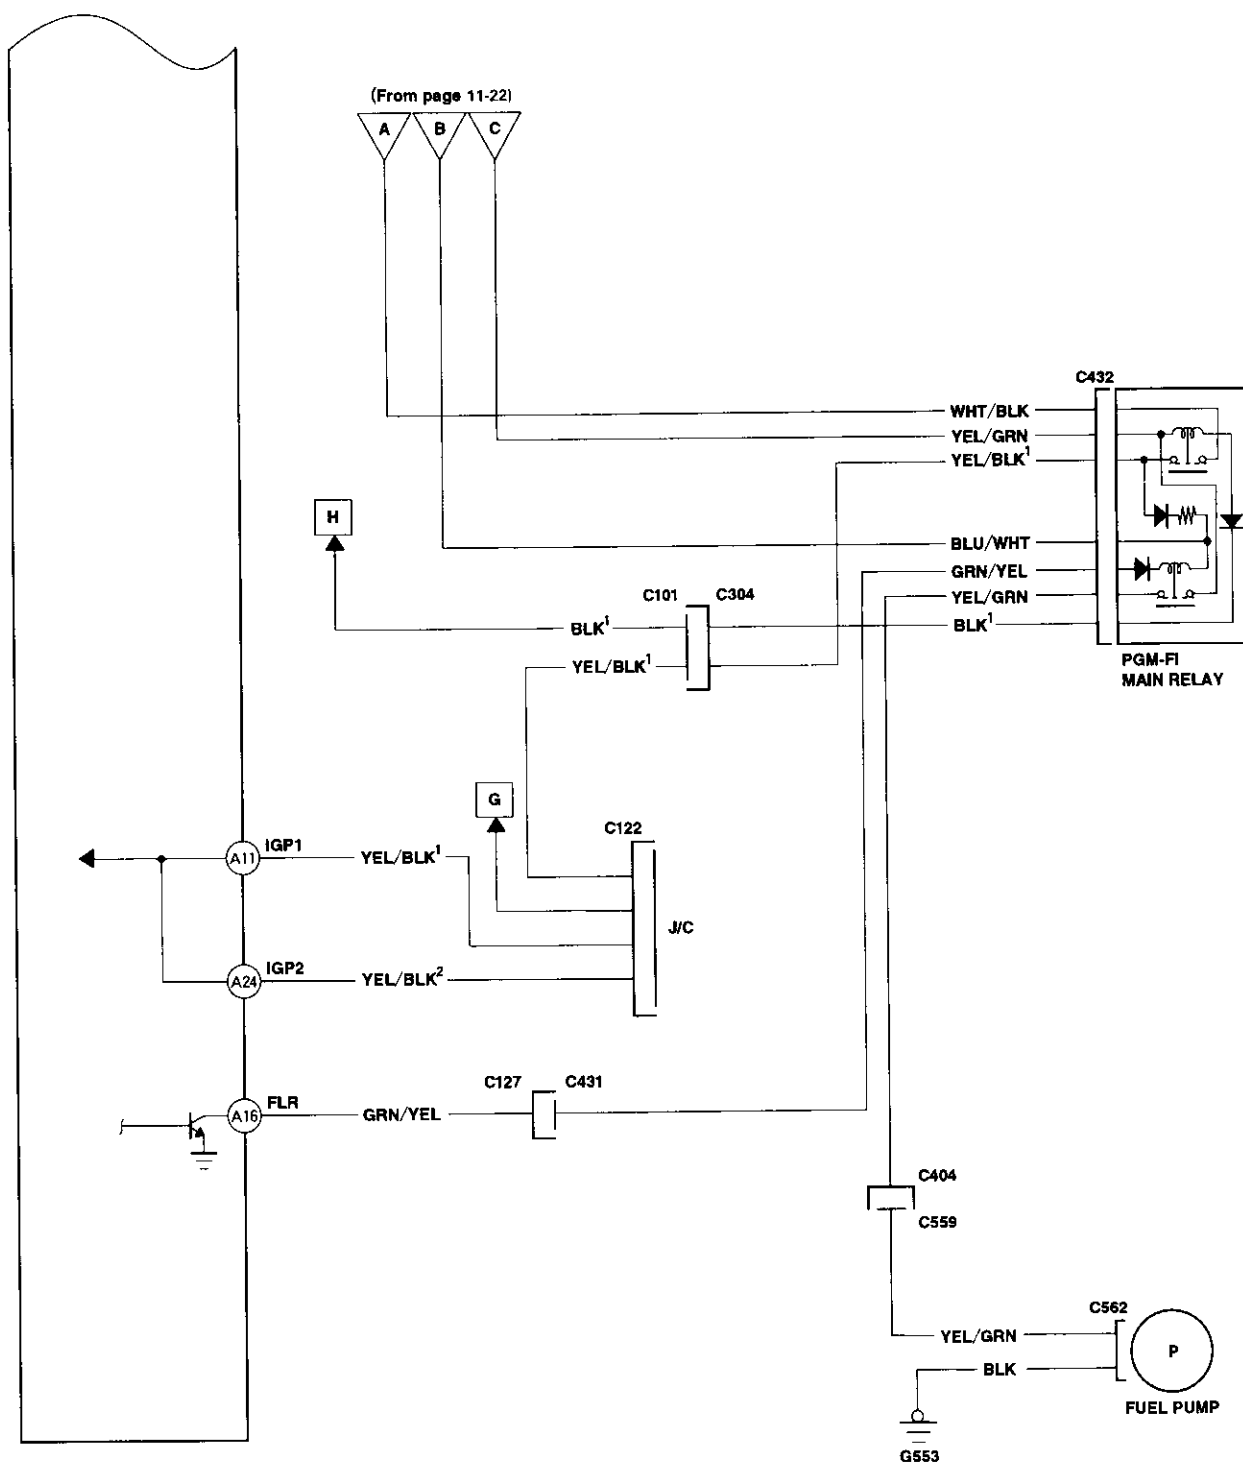 (From page 11-22)
A B C
C432
WHT/BLK
YEL/GRN
YEL/BLK¹
H
BLU/WHT
GRN/YEL
C101 C304
YEL/GRN
BLK¹
BLK¹
YEL/BLK¹
PGM-FI
MAIN RELAY
G
C122
A11 IGP1
YEL/BLK¹
J/C
A24 IGP2
YEL/BLK²
C127 C431
A16 FLR
GRN/YEL
C404
C559
C562
YEL/GRN
P
BLK
FUEL PUMP
G553